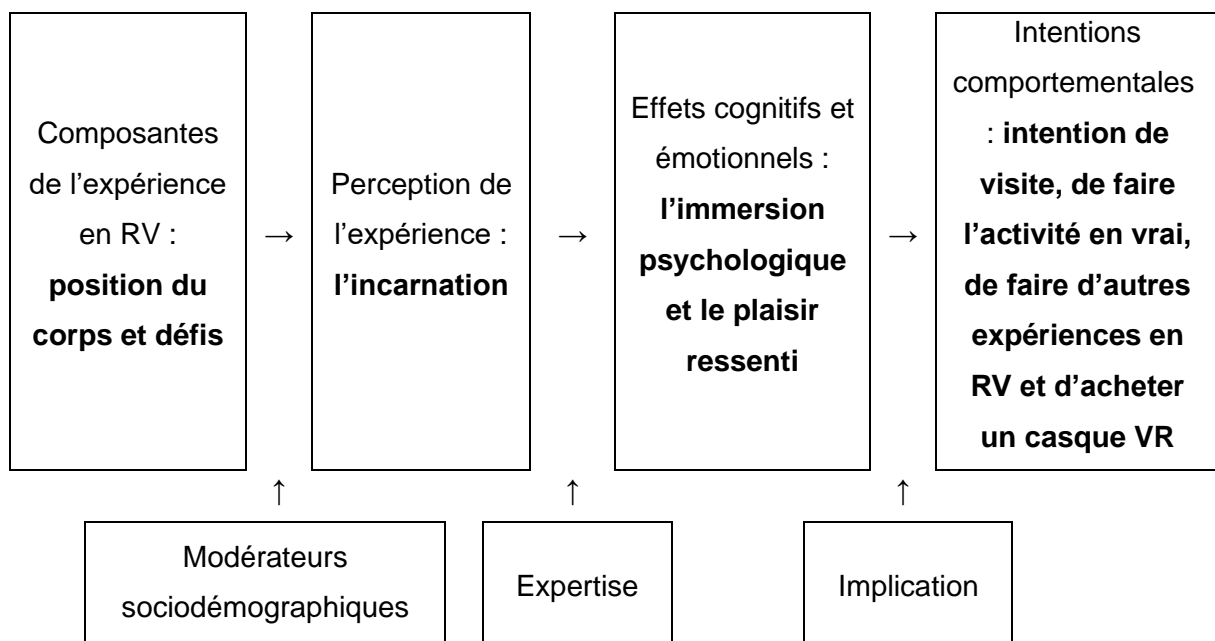 Composantes
de l’expérience
en RV :
position du
corps et défis
→
Perception de
l’expérience :
l’incarnation
→
Effets cognitifs et
émotionnels :
l’immersion
psychologique
et le plaisir
ressenti
→
Intentions
comportementales
: intention de
visite, de faire
l’activité en vrai,
de faire d’autres
expériences en
RV et d’acheter
un casque VR
↑
↑
↑
Modérateurs
sociodémographiques
Expertise
Implication